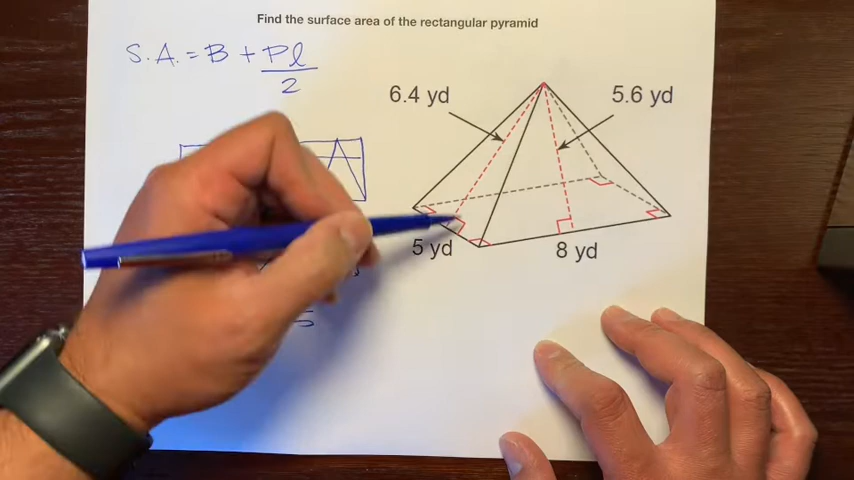 Find the surface area of the rectangular pyramid
S.A. = B + Pl
2
6.4 yd
5.6 yd
5 yd
8 yd